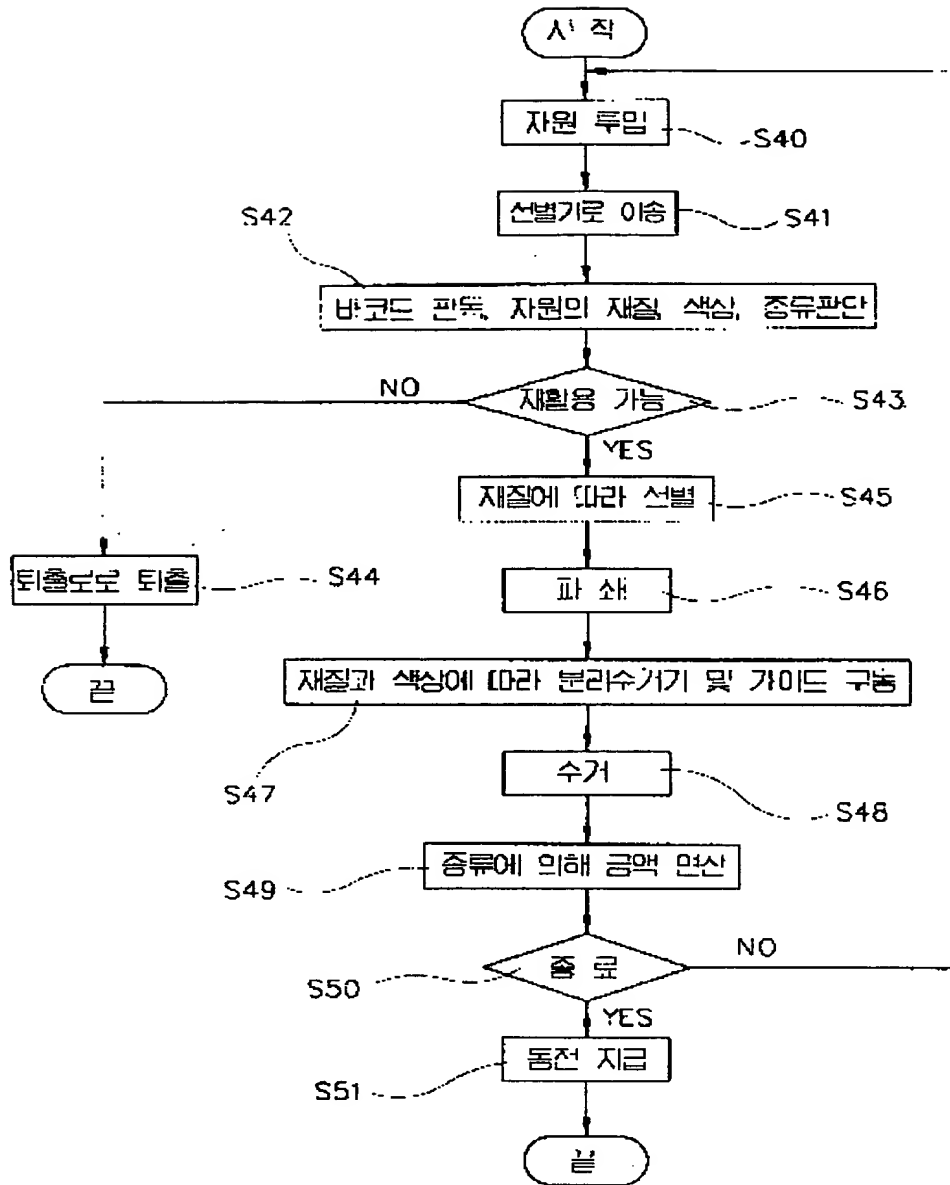 시 작
자원 투입
S40
선별기로 이송
S41
S42
바코드 판독, 자원의 재질, 색상, 종류판단
재활용 가능
S43
NO
YES
재질에 따라 선별
S45
퇴출로로 퇴출
S44
파 쇄
S46
끝
재질과 색상에 따라 분리수거기 및 가이드 구동
S47
수거
S48
종류에 의해 금액 연산
S49
종 료
NO
S50
YES
동전 지급
S51
끝